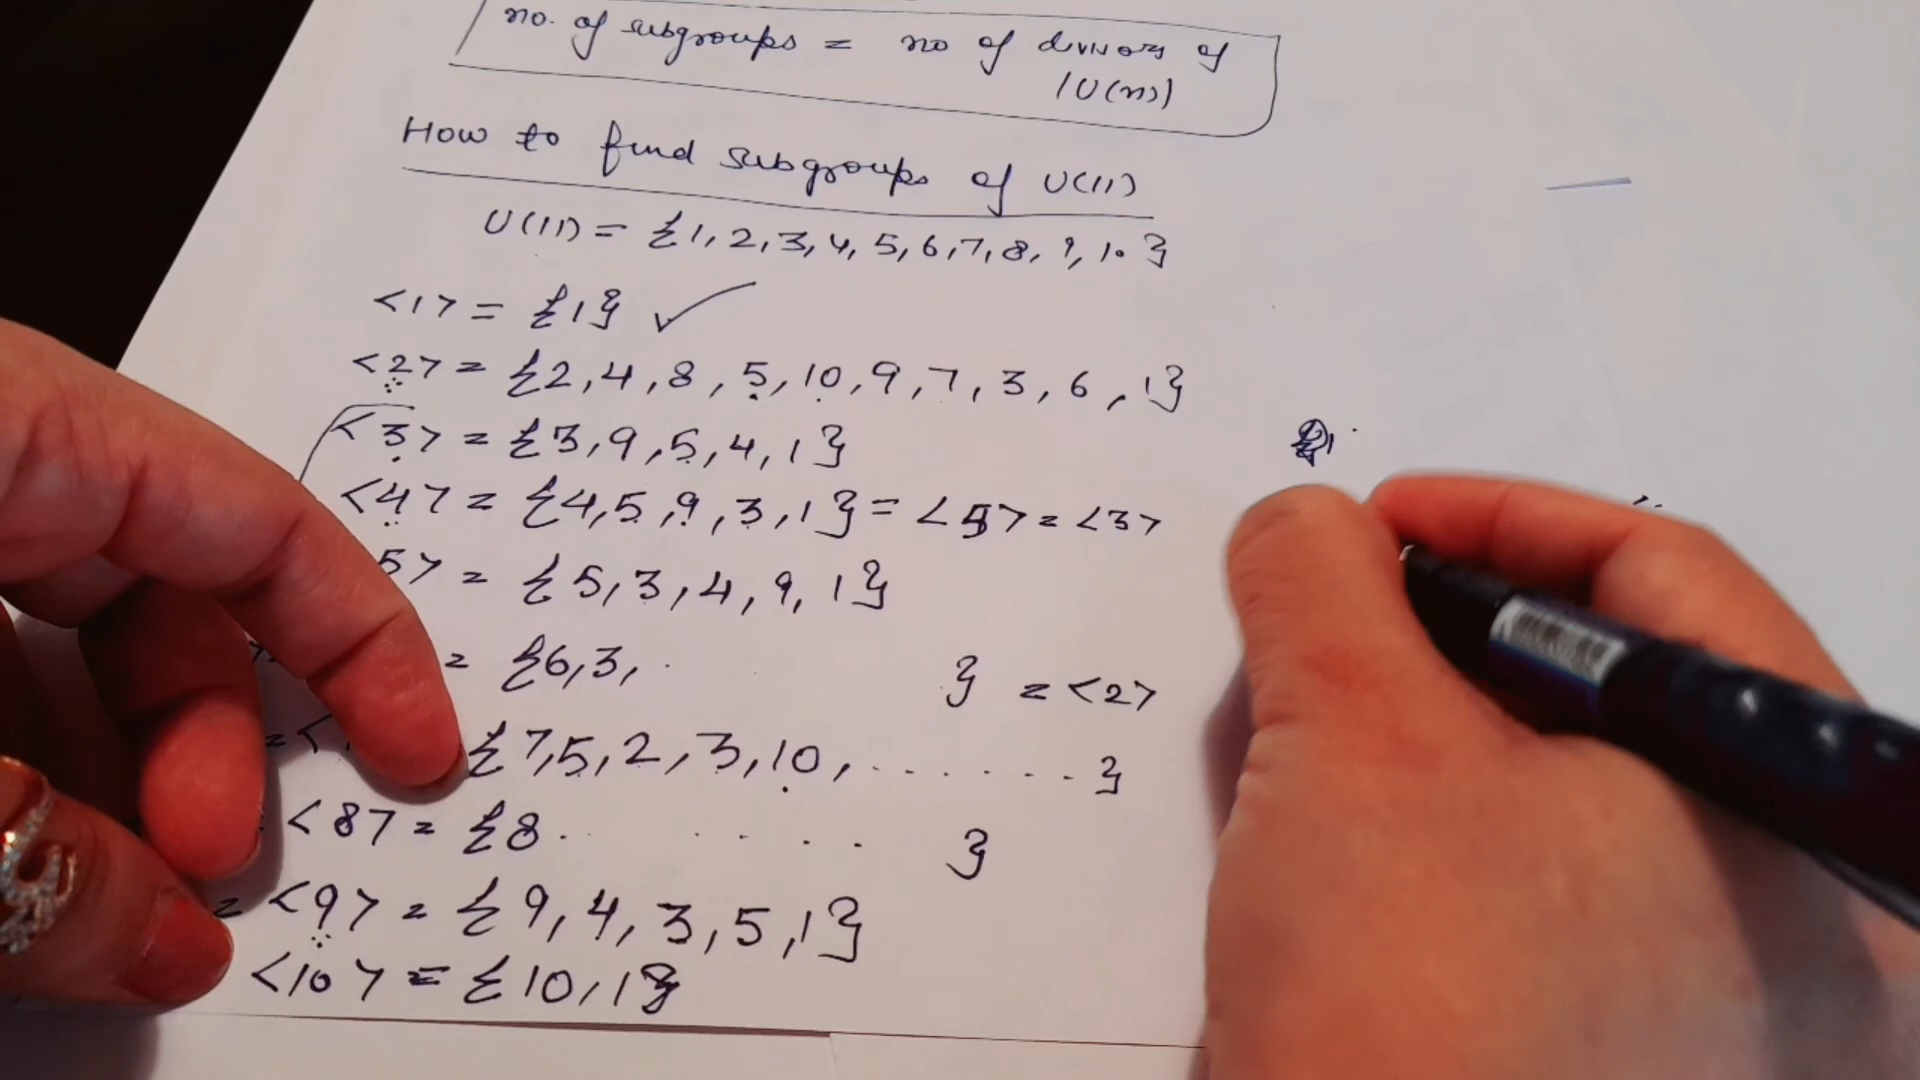 no. of subgroups = no of divisors of
|U(n)|
How to find subgroups of U(11)
U(11) = {1, 2, 3, 4, 5, 6, 7, 8, 9, 10}
<1> = {1} ✓
<2> = {2, 4, 8, 5, 10, 9, 7, 3, 6, 1}
<3> = {3, 9, 5, 4, 1}
<4> = {4, 5, 9, 3, 1} = <5> = <3>
5> = {5, 3, 4, 9, 1}
= {6, 3, . } = <2>
{7, 5, 2, 3, 10, . . . . . . }
<8> = {8 . . . . . }
= <9> = {9, 4, 3, 5, 1}
<10> = {10, 1}